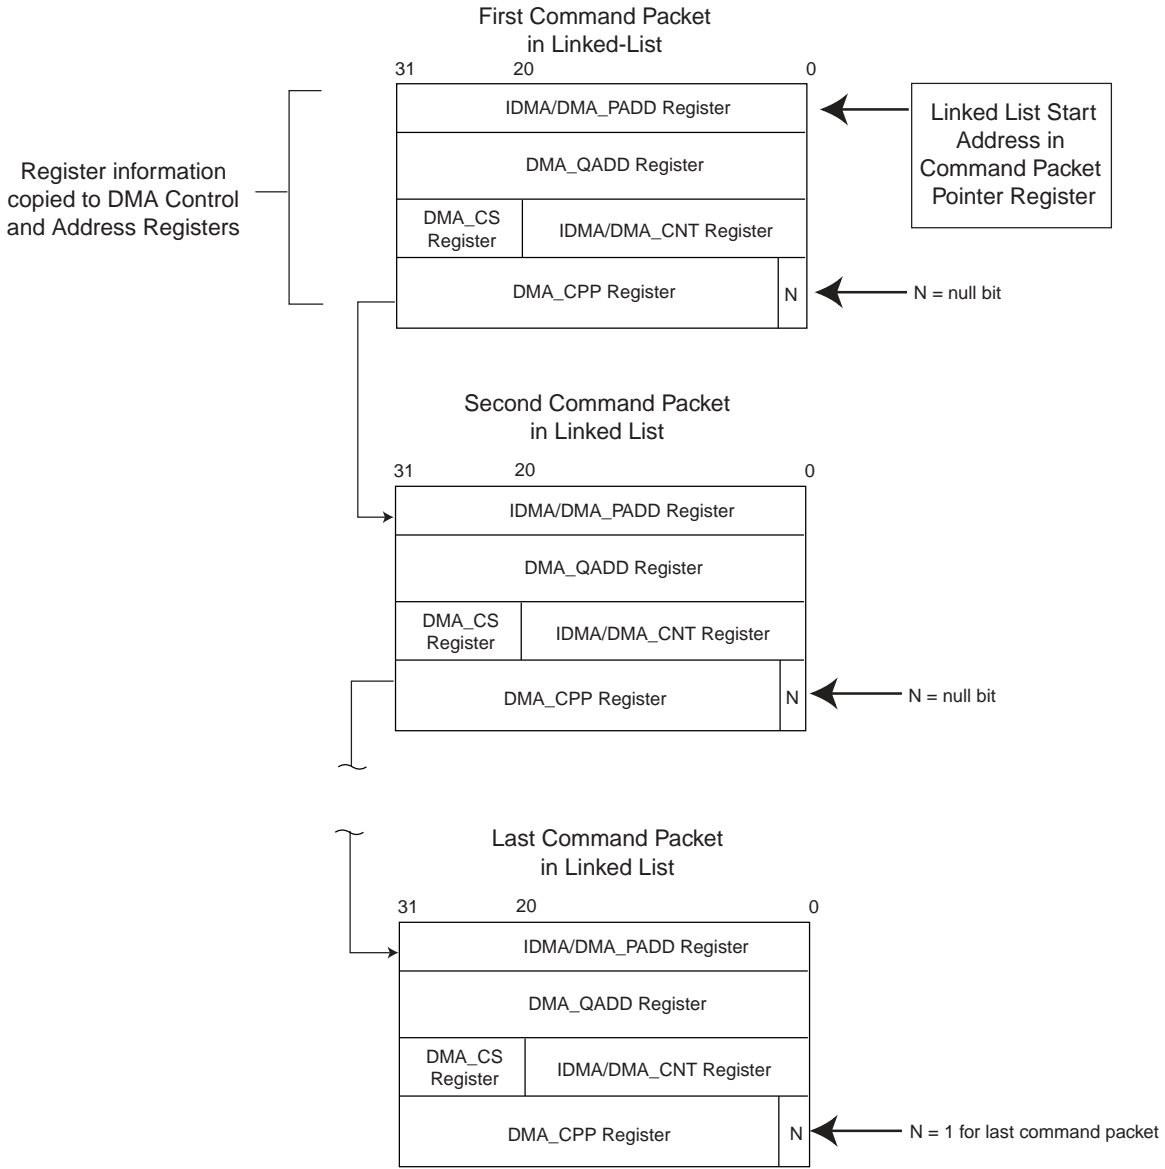 First Command Packet
in Linked-List
31 20 0
IDMA/DMA_PADD Register
Linked List Start
Address in
Command Packet
Pointer Register
Register information
copied to DMA Control
and Address Registers
DMA_QADD Register
DMA_CS
Register
IDMA/DMA_CNT Register
DMA_CPP Register
N
N = null bit
Second Command Packet
in Linked List
31 20 0
IDMA/DMA_PADD Register
DMA_QADD Register
DMA_CS
Register
IDMA/DMA_CNT Register
DMA_CPP Register
N
N = null bit
Last Command Packet
in Linked List
31 20 0
IDMA/DMA_PADD Register
DMA_QADD Register
DMA_CS
Register
IDMA/DMA_CNT Register
DMA_CPP Register
N
N = 1 for last command packet